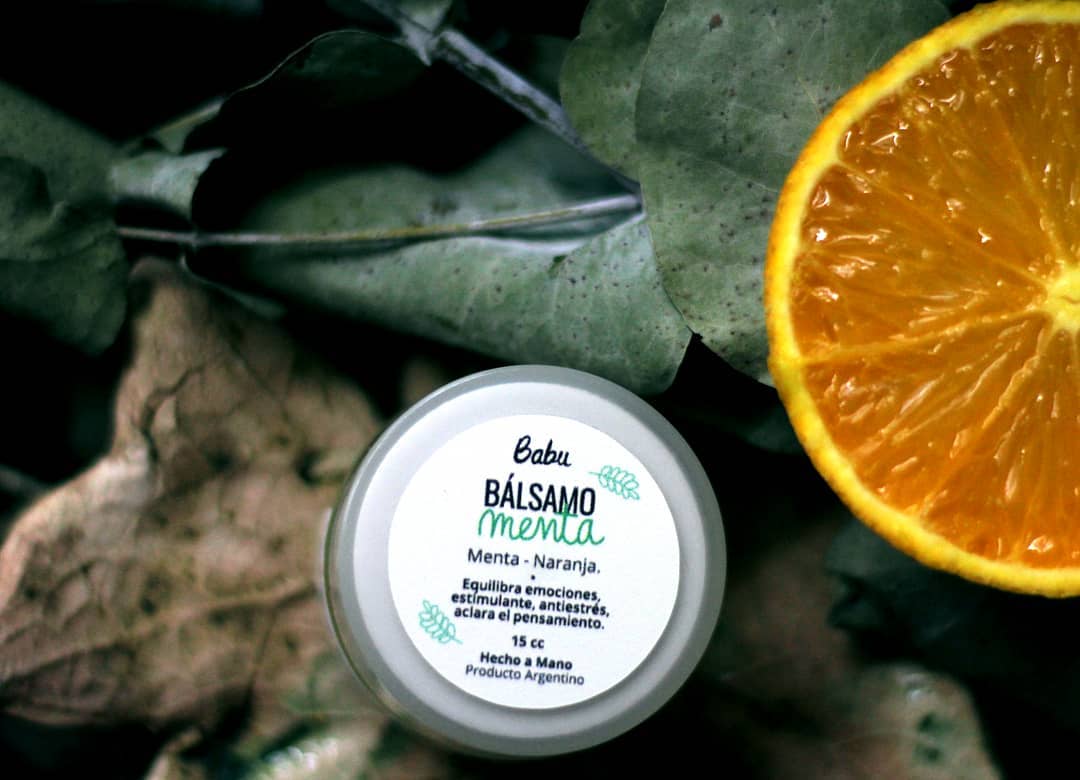 Babu
BÁLSAMO
menta
Menta - Naranja.
•
Equilibra emociones,
estimulante, antiestrés,
aclara el pensamiento.
15 cc
Hecho a Mano
Producto Argentino